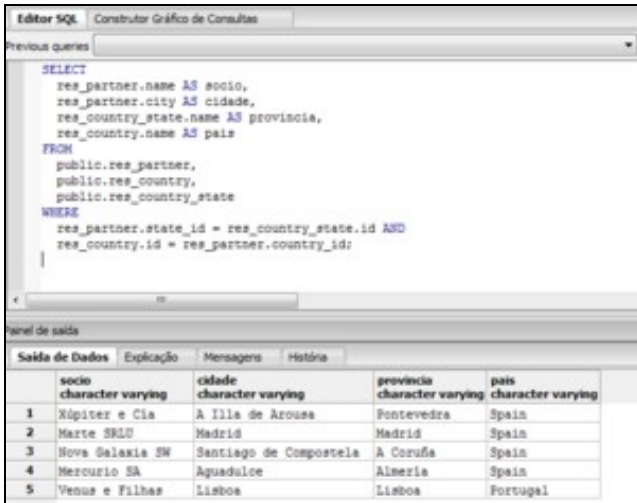 Editor SQL Construtor Gráfico de Consultas
Previous queries
SELECT
res_partner.name AS socio,
res_partner.city AS cidade,
res_country_state.name AS provincia,
res_country.name AS pais
FROM
public.res_partner,
public.res_country,
public.res_country_state
WHERE
res_partner.state_id = res_country_state.id AND
res_country.id = res_partner.country_id;
Painel de saída
Saída de Dados Explicação Mensagens História
socio cidade provincia pais
character varying character varying character varying character varying
1 Xúpiter e Cia A Illa de Arousa Pontevedra Spain
2 Marte SRLU Madrid Madrid Spain
3 Nova Galaxia SW Santiago de Compostela A Coruña Spain
4 Mercurio SA Aguadulce Almeria Spain
5 Venus e Filhas Lisboa Lisboa Portugal